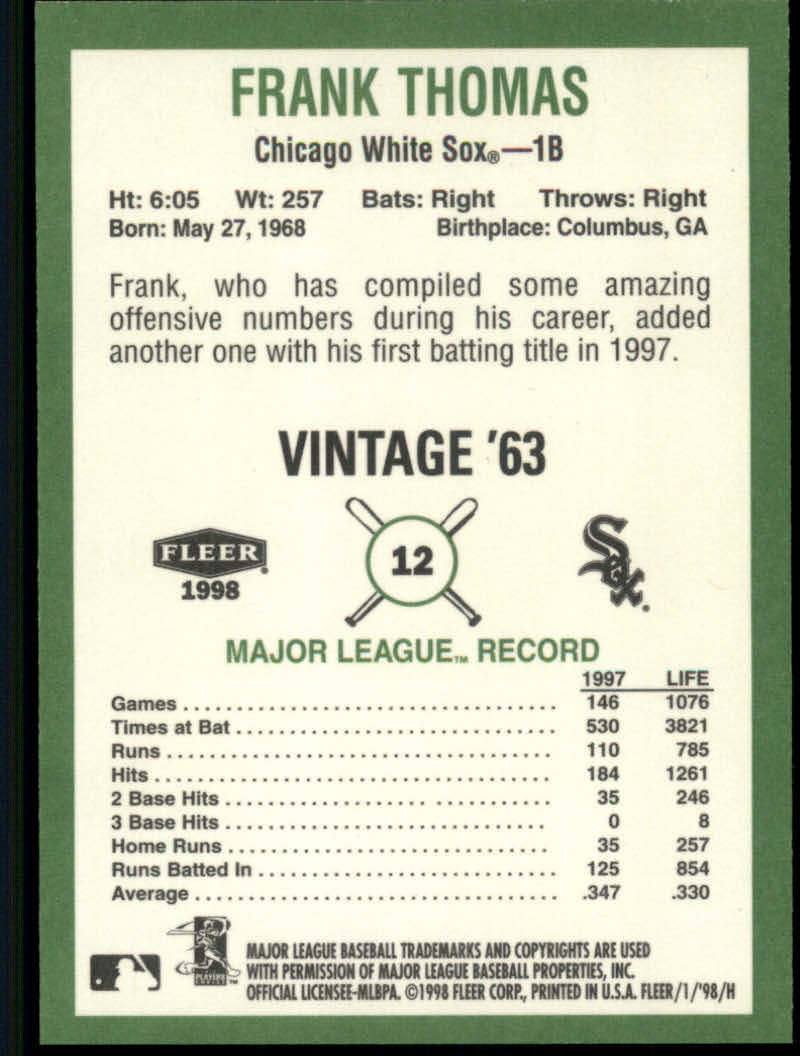 FRANK THOMAS
Chicago White Sox®—1B
Ht: 6:05 Wt: 257 Bats: Right Throws: Right
Born: May 27, 1968 Birthplace: Columbus, GA
Frank, who has compiled some amazing
offensive numbers during his career, added
another one with his first batting title in 1997.
VINTAGE '63
FLEER
1998
12
Sox
MAJOR LEAGUE™ RECORD
1997 LIFE
Games 146 1076
Times at Bat 530 3821
Runs 110 785
Hits 184 1261
2 Base Hits 35 246
3 Base Hits 0 8
Home Runs 35 257
Runs Batted In 125 854
Average .347 .330
PLAYERS
CHOICE™
MAJOR LEAGUE BASEBALL TRADEMARKS AND COPYRIGHTS ARE USED
WITH PERMISSION OF MAJOR LEAGUE BASEBALL PROPERTIES, INC.
OFFICIAL LICENSEE-MLBPA. ©1998 FLEER CORP., PRINTED IN U.S.A. FLEER/1/'98/H